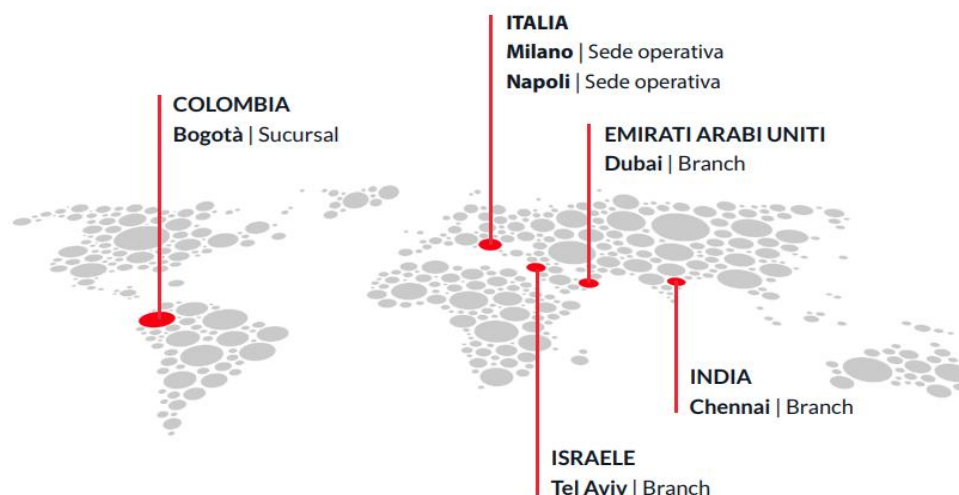 ITALIA
Milano | Sede operativa
Napoli | Sede operativa
COLOMBIA
Bogotà | Sucursal
EMIRATI ARABI UNITI
Dubai | Branch
INDIA
Chennai | Branch
ISRAELE
Tel Aviv | Branch